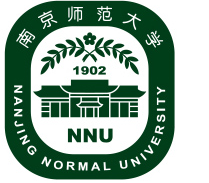 南京师范大学
1902
NNU
NANJING NORMAL UNIVERSITY